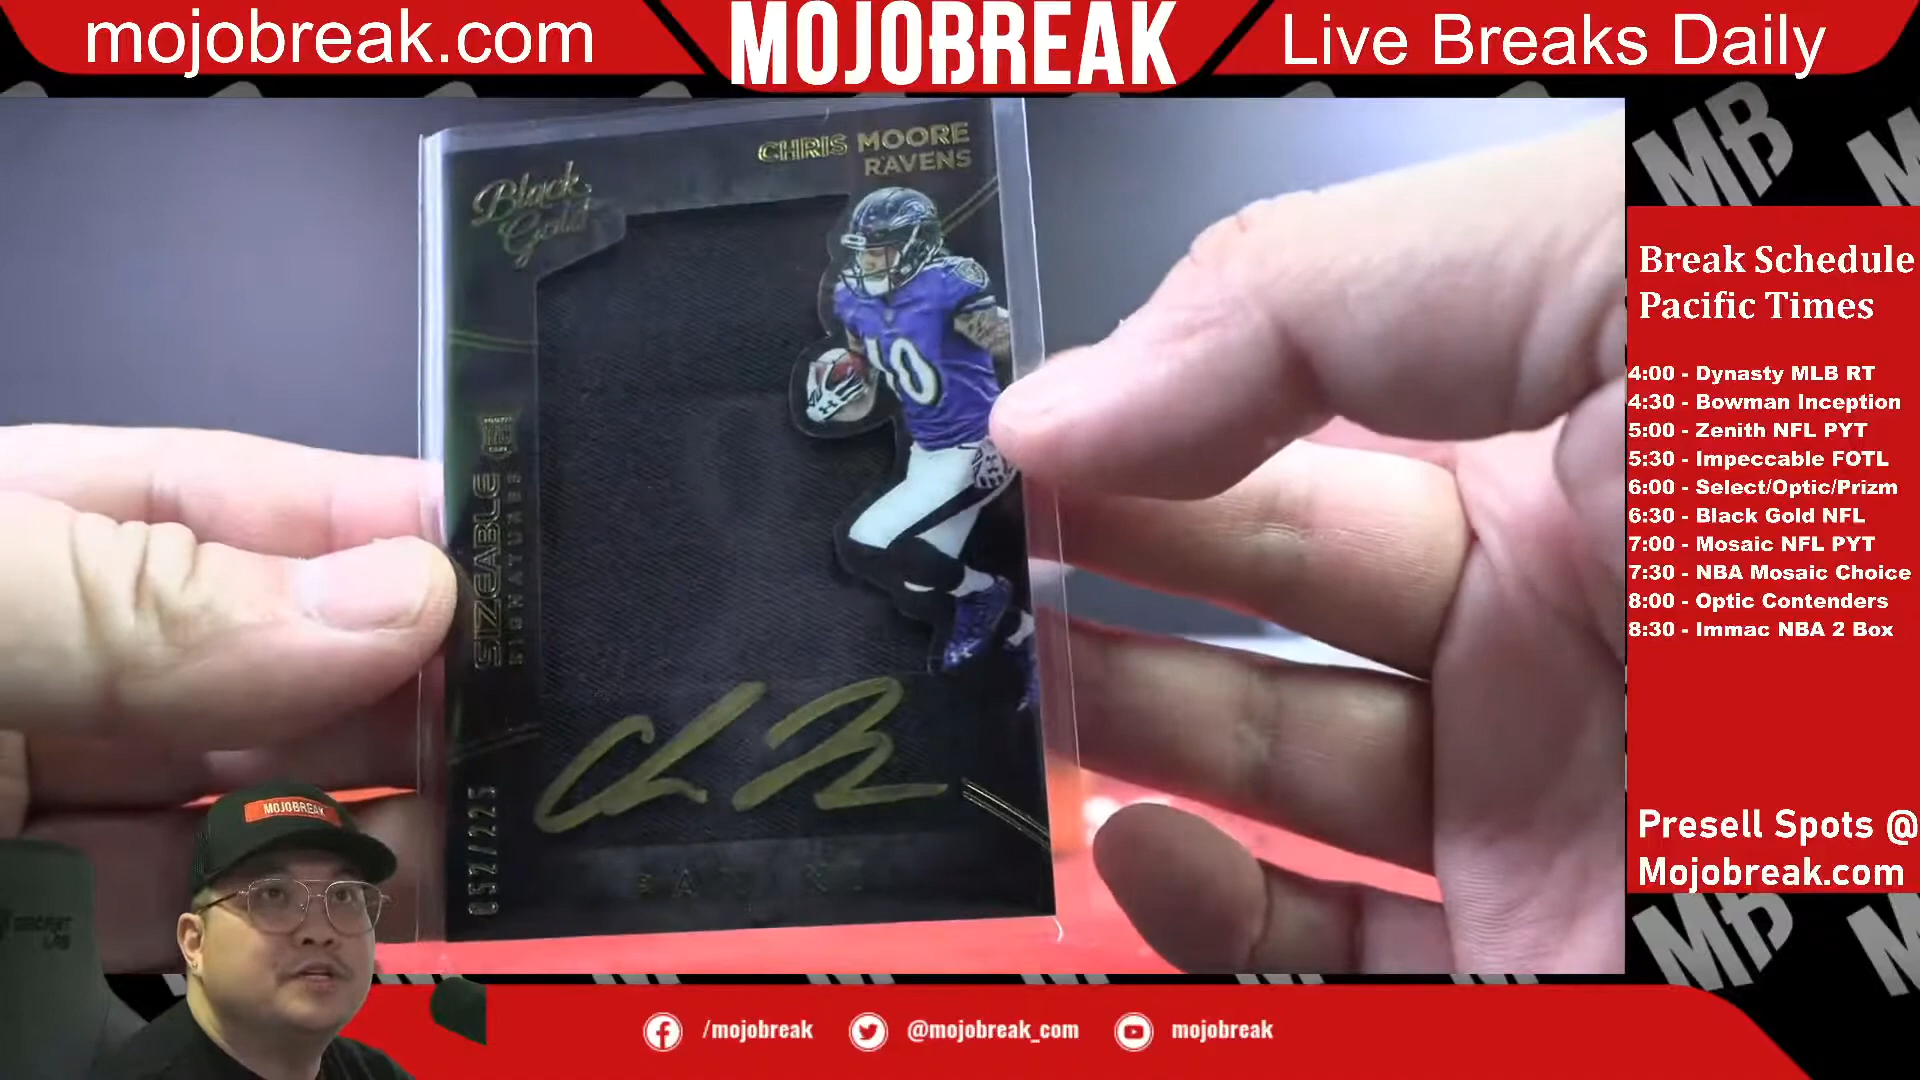 mojobreak.com
MOJOBREAK
Live Breaks Daily
CHRIS MOORE
RAVENS
Black
Gold
10
SIZEABLE
SIGNATURES
052/225
MOJOBREAK
Break Schedule
Pacific Times
4:00 - Dynasty MLB RT
4:30 - Bowman Inception
5:00 - Zenith NFL PYT
5:30 - Impeccable FOTL
6:00 - Select/Optic/Prizm
6:30 - Black Gold NFL
7:00 - Mosaic NFL PYT
7:30 - NBA Mosaic Choice
8:00 - Optic Contenders
8:30 - Immac NBA 2 Box
Presell Spots @
Mojobreak.com
MB
MB
/mojobreak
@mojobreak_com
mojobreak